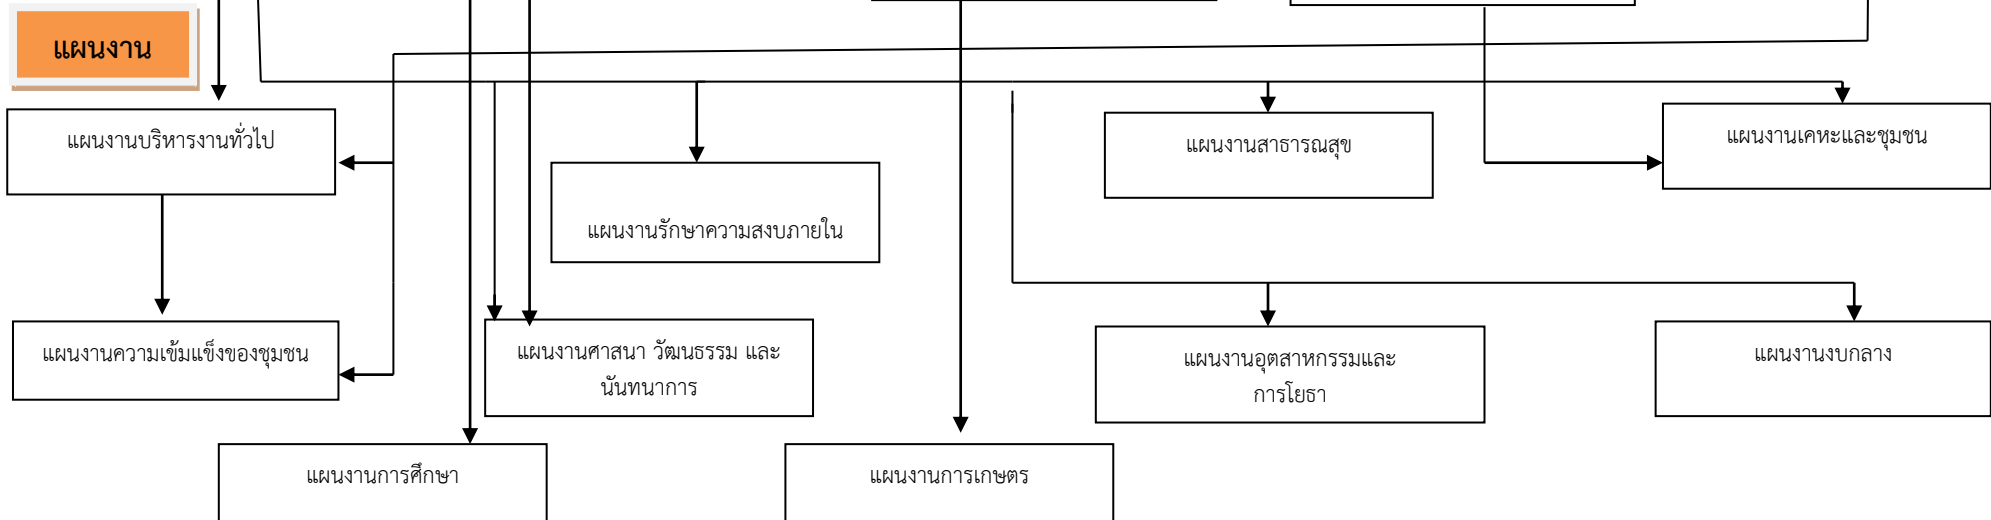 แผนงาน
แผนงานบริหารงานทั่วไป
แผนงานสาธารณสุข
แผนงานเคหะและชุมชน
แผนงานรักษาความสงบภายใน
แผนงานความเข้มแข็งของชุมชน
แผนงานศาสนา วัฒนธรรม และ
นันทนาการ
แผนงานอุตสาหกรรมและ
การโยธา
แผนงานงบกลาง
แผนงานการศึกษา
แผนงานการเกษตร